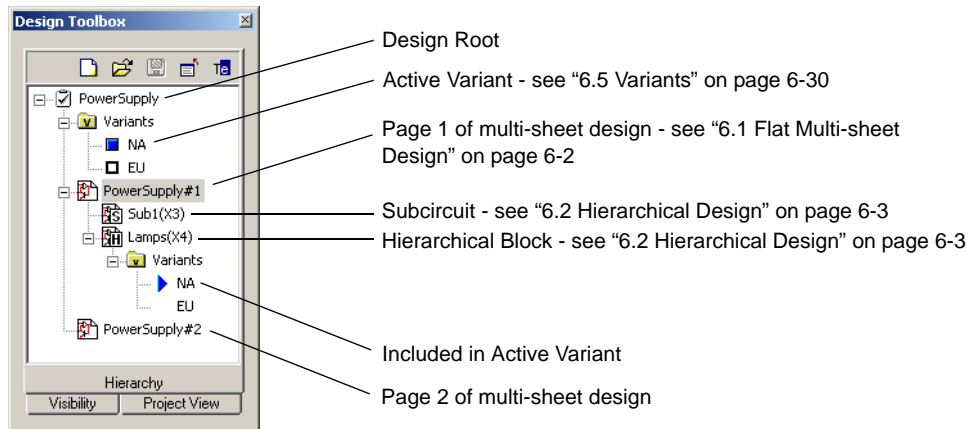 Design Toolbox
PowerSupply
Variants
NA
EU
PowerSupply#1
Sub1(X3)
Lamps(X4)
Variants
NA
EU
PowerSupply#2
Hierarchy
Visibility
Project View
Design Root
Active Variant - see “6.5 Variants” on page 6-30
Page 1 of multi-sheet design - see “6.1 Flat Multi-sheet
Design” on page 6-2
Subcircuit - see “6.2 Hierarchical Design” on page 6-3
Hierarchical Block - see “6.2 Hierarchical Design” on page 6-3
Included in Active Variant
Page 2 of multi-sheet design